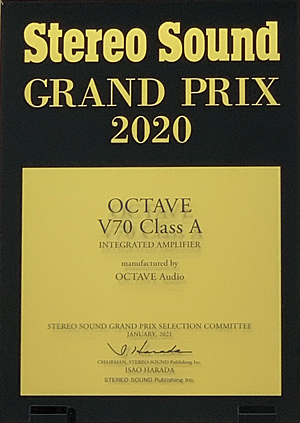 Stereo Sound
GRAND PRIX
2020
OCTAVE
V70 Class A
INTEGRATED AMPLIFIER
manufactured by
OCTAVE Audio
STEREO SOUND GRAND PRIX SELECTION COMMITTEE
JANUARY, 2021
I. Harada
CHAIRMAN, STEREO SOUND Publishing Inc.
ISAO HARADA
STEREO SOUND Publishing Inc.